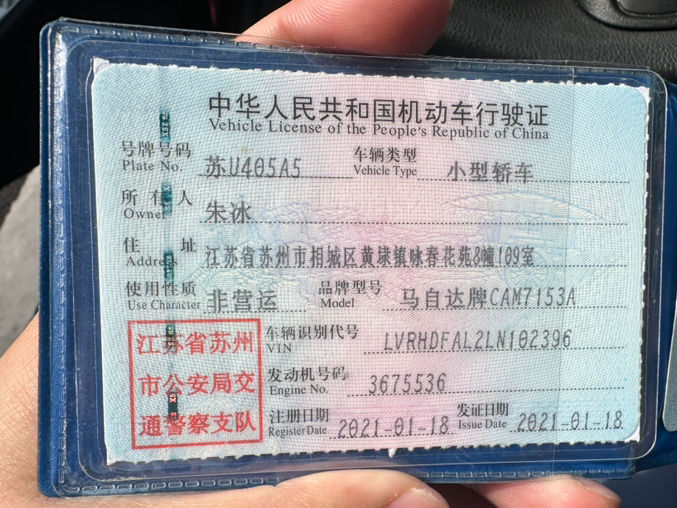 中华人民共和国机动车行驶证
Vehicle License of the People's Republic of China
号牌号码 苏U405A5 车辆类型 小型轿车
Plate No. Vehicle Type
所有人 朱冰
Owner
住址 江苏省苏州市相城区黄埭镇咏春花苑8幢109室
Address
使用性质 非营运 品牌型号 马自达牌CAM7153A
Use Character Model
江苏省苏州
市公安局交
通警察支队
车辆识别代号 LVRHDFAL2LN102396
VIN
发动机号码 3675536
Engine No.
注册日期 2021-01-18 发证日期 2021-01-18
Register Date Issue Date